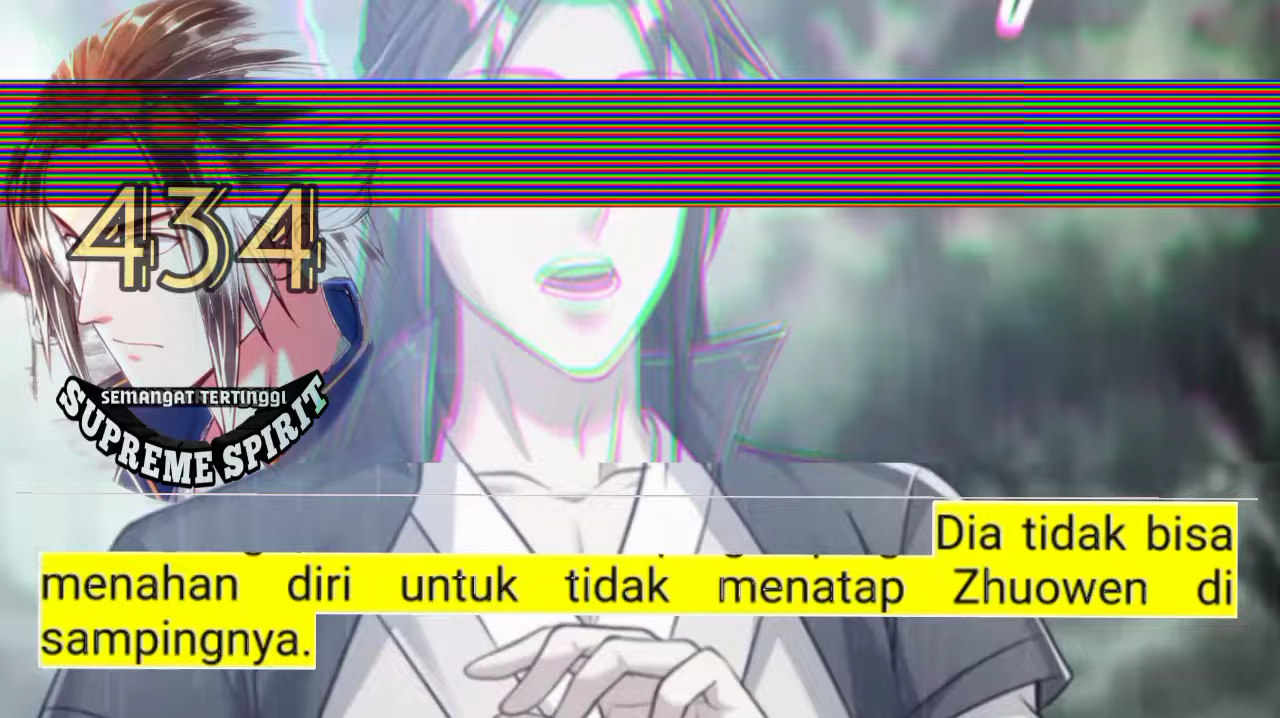 434
SEMANGAT TERTINGGI
SUPREME SPIRIT
Dia tidak bisa
menahan diri untuk tidak menatap Zhuowen di
sampingnya.